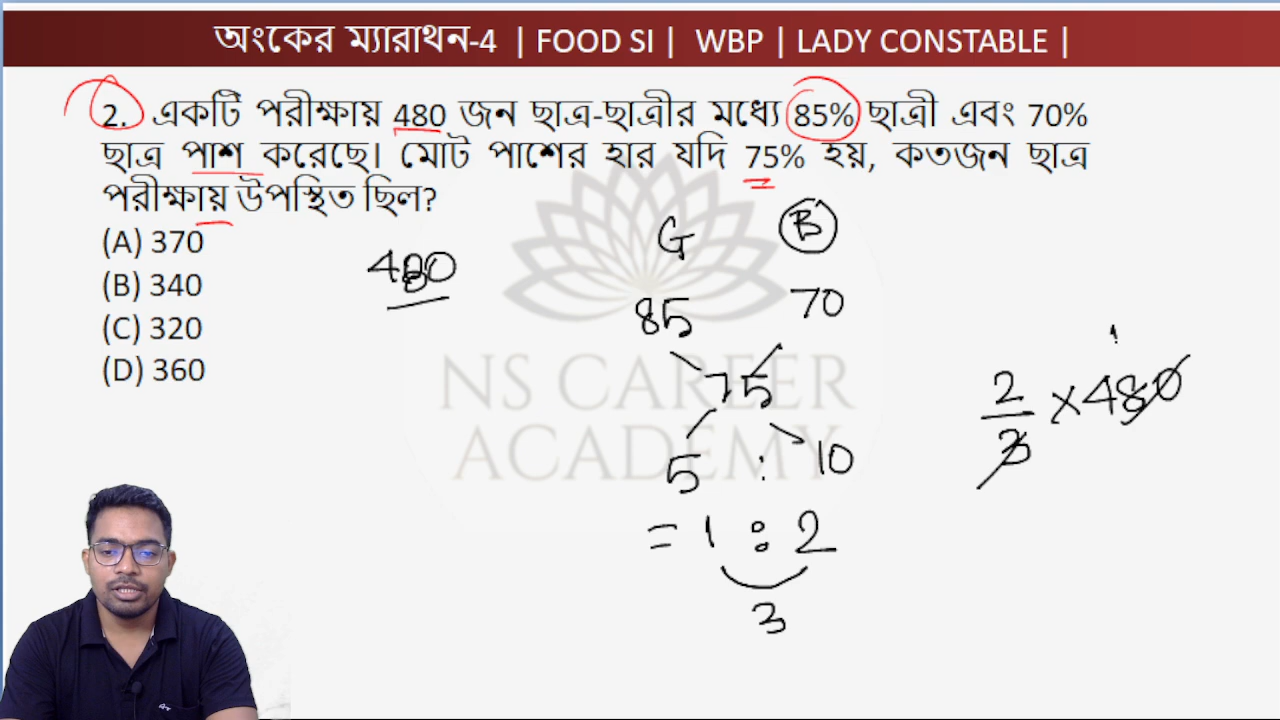 অংকের ম্যারাথন-4 | FOOD SI | WBP | LADY CONSTABLE |
2. একটি পরীক্ষায় 480 জন ছাত্র-ছাত্রীর মধ্যে 85% ছাত্রী এবং 70%
ছাত্র পাশ করেছে। মোট পাশের হার যদি 75% হয়, কতজন ছাত্র
পরীক্ষায় উপস্থিত ছিল?
(A) 370
(B) 340
(C) 320
(D) 360
480
G B
85 70
75
5 : 10
= 1 : 2
3
2
3
× 480
1
NS CAREER
ACADEMY